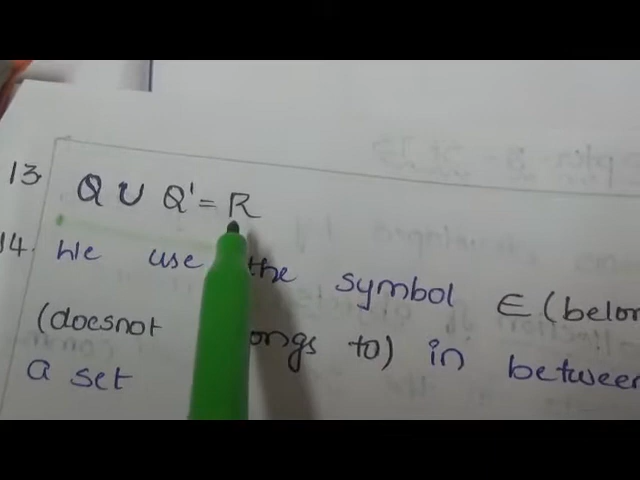 13. Q ∪ Q' = R
14. We use the symbol ∈ (belon
(doesnot ongs to) in between
a set